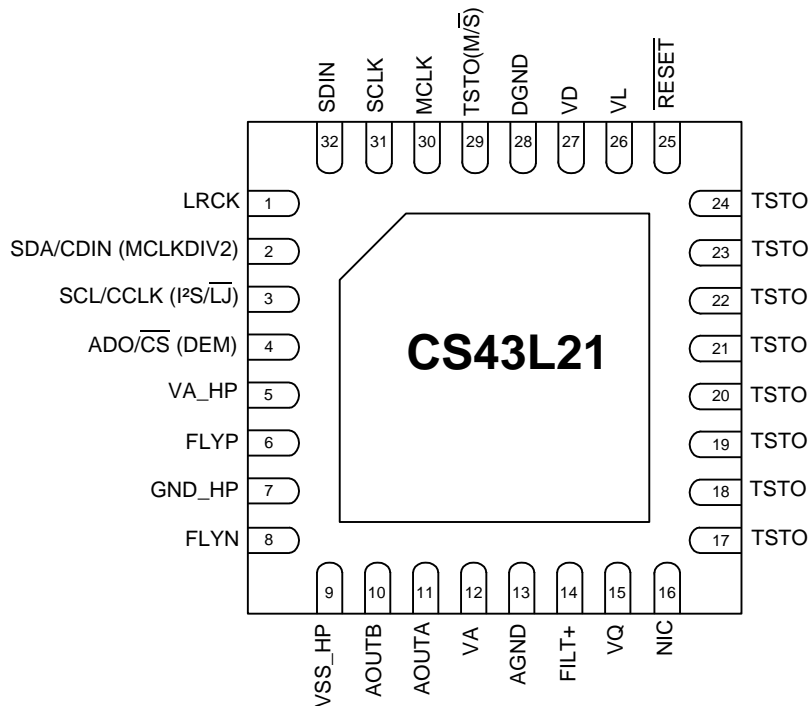 SDIN
SCLK
MCLK
TSTO(M/S̅)
DGND
VD
VL
R̅E̅S̅E̅T̅
32
31
30
29
28
27
26
25
LRCK 1
SDA/CDIN (MCLKDIV2) 2
SCL/CCLK (I²S/L̅J̅) 3
ADO/C̅S̅ (DEM) 4
VA_HP 5
FLYP 6
GND_HP 7
FLYN 8
CS43L21
24 TSTO
23 TSTO
22 TSTO
21 TSTO
20 TSTO
19 TSTO
18 TSTO
17 TSTO
9
10
11
12
13
14
15
16
VSS_HP
AOUTB
AOUTA
VA
AGND
FILT+
VQ
NIC